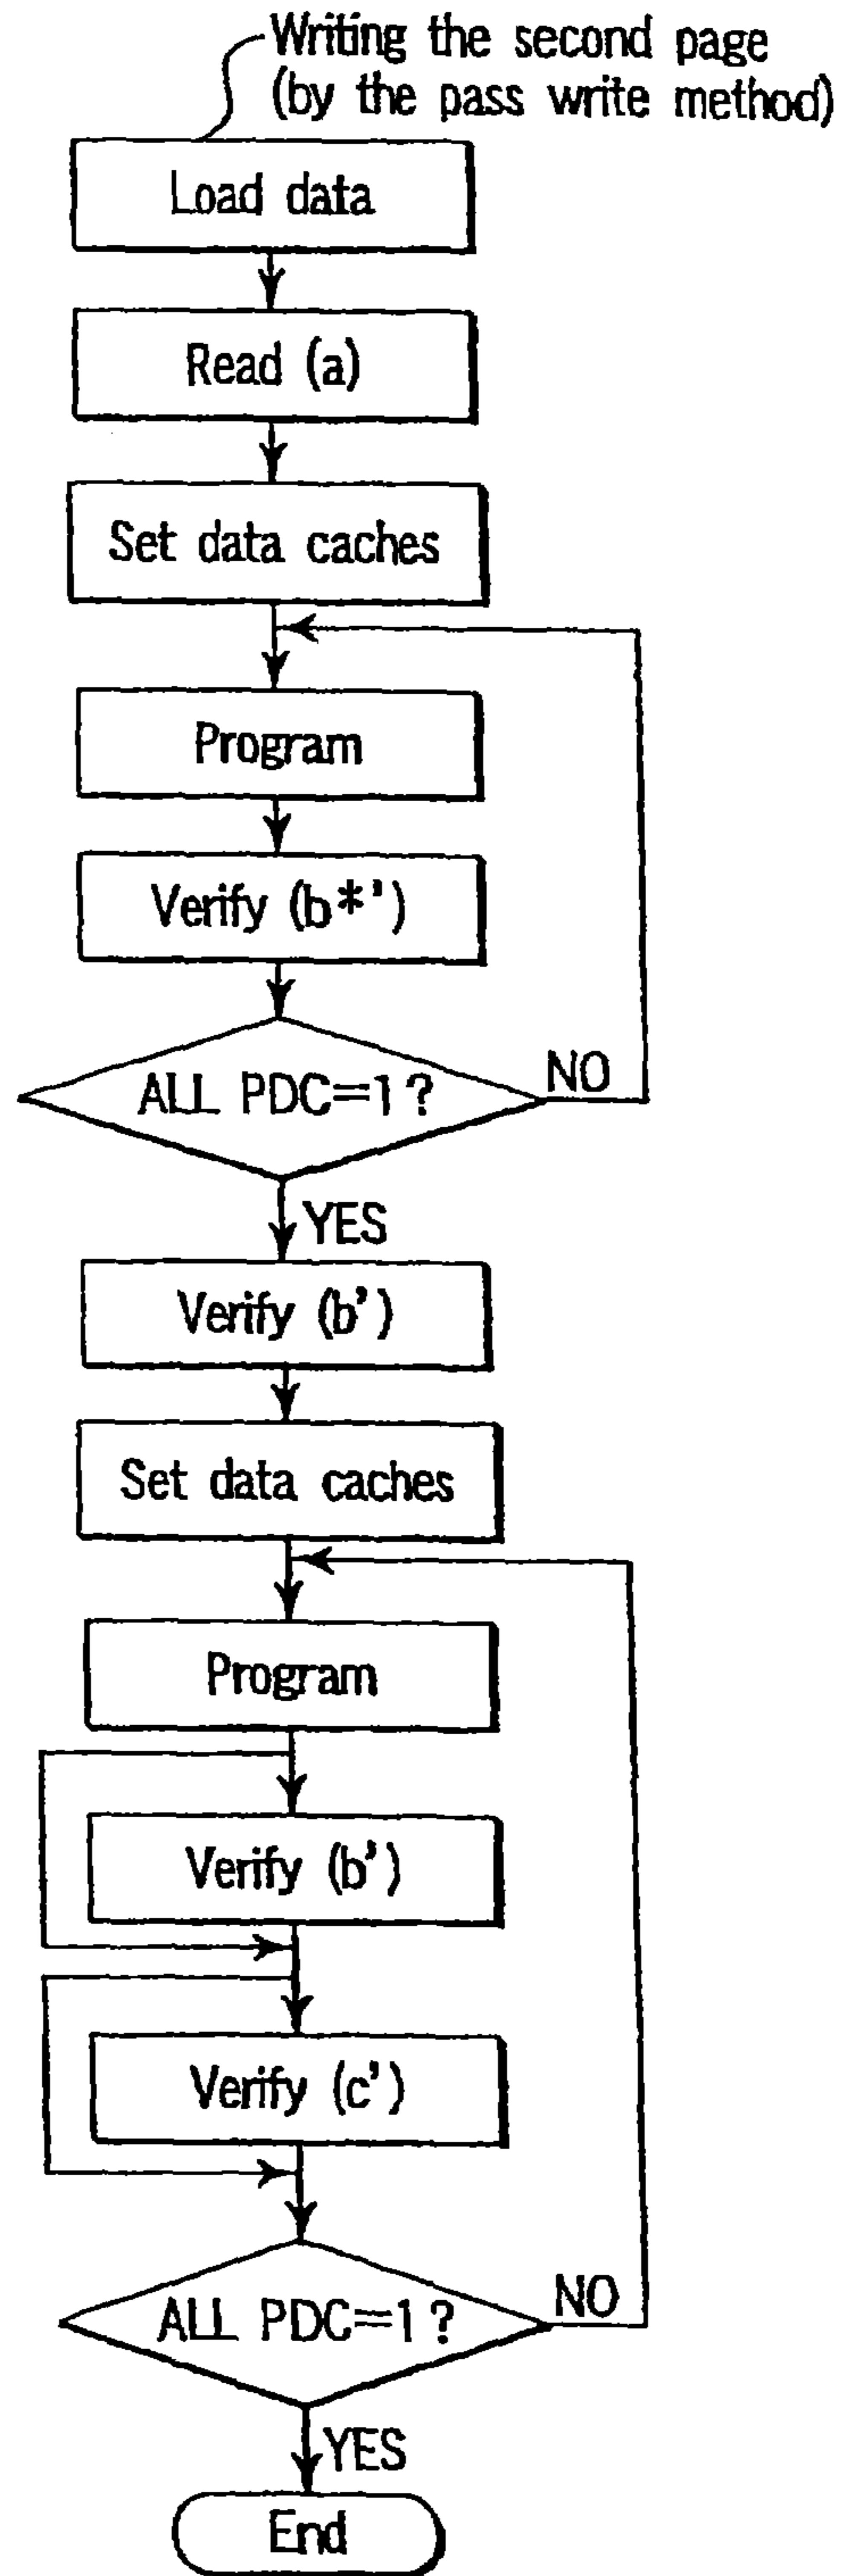 Writing the second page
(by the pass write method)
Load data
Read (a)
Set data caches
Program
Verify (b*')
ALL PDC=1?
NO
YES
Verify (b')
Set data caches
Program
Verify (b')
Verify (c')
ALL PDC=1?
NO
YES
End